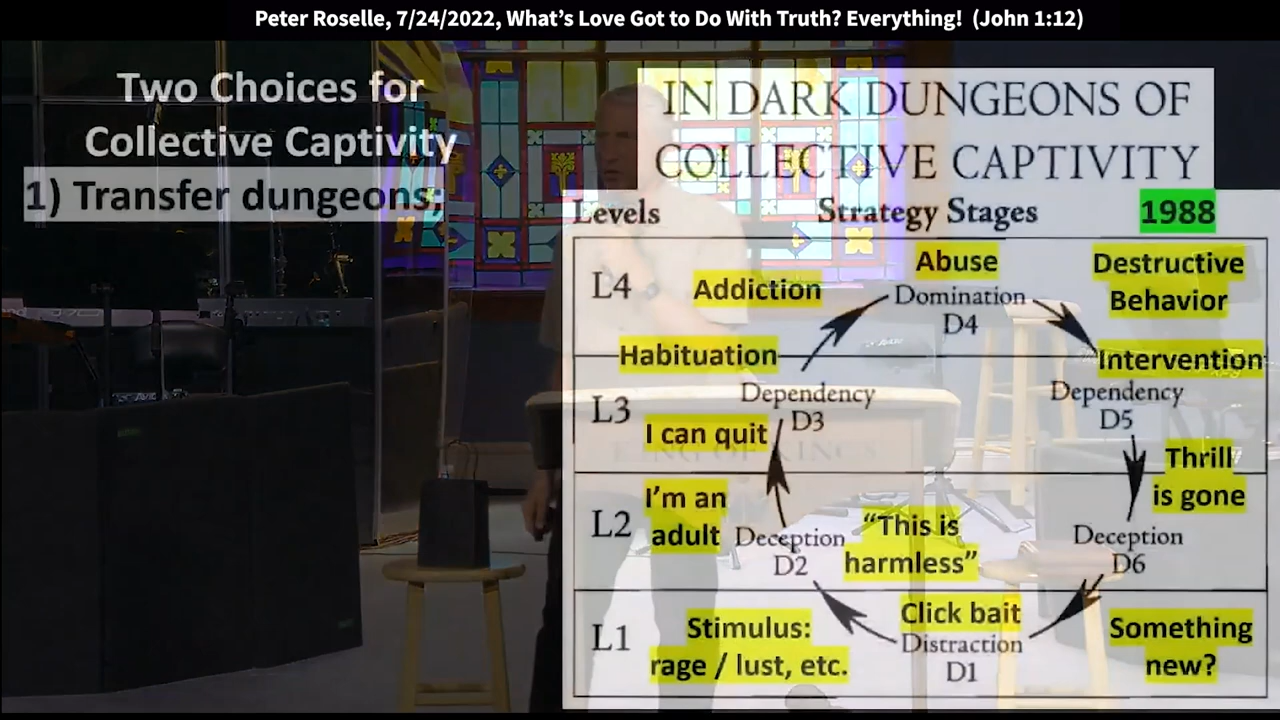 Peter Roselle, 7/24/2022, What's Love Got to Do With Truth? Everything! (John 1:12)
Two Choices for
Collective Captivity
1) Transfer dungeons;
IN DARK DUNGEONS OF
COLLECTIVE CAPTIVITY
Levels
Strategy Stages
1988
L4
Addiction
Abuse
Domination
D4
Destructive
Behavior
Habituation
Intervention
L3
Dependency
D3
I can quit
Dependency
D5
KING OF KINGS
Thrill
is gone
L2
I'm an
adult
Deception
D2
"This is
harmless"
Deception
D6
L1
Stimulus:
rage / lust, etc.
Click bait
Distraction
D1
Something
new?